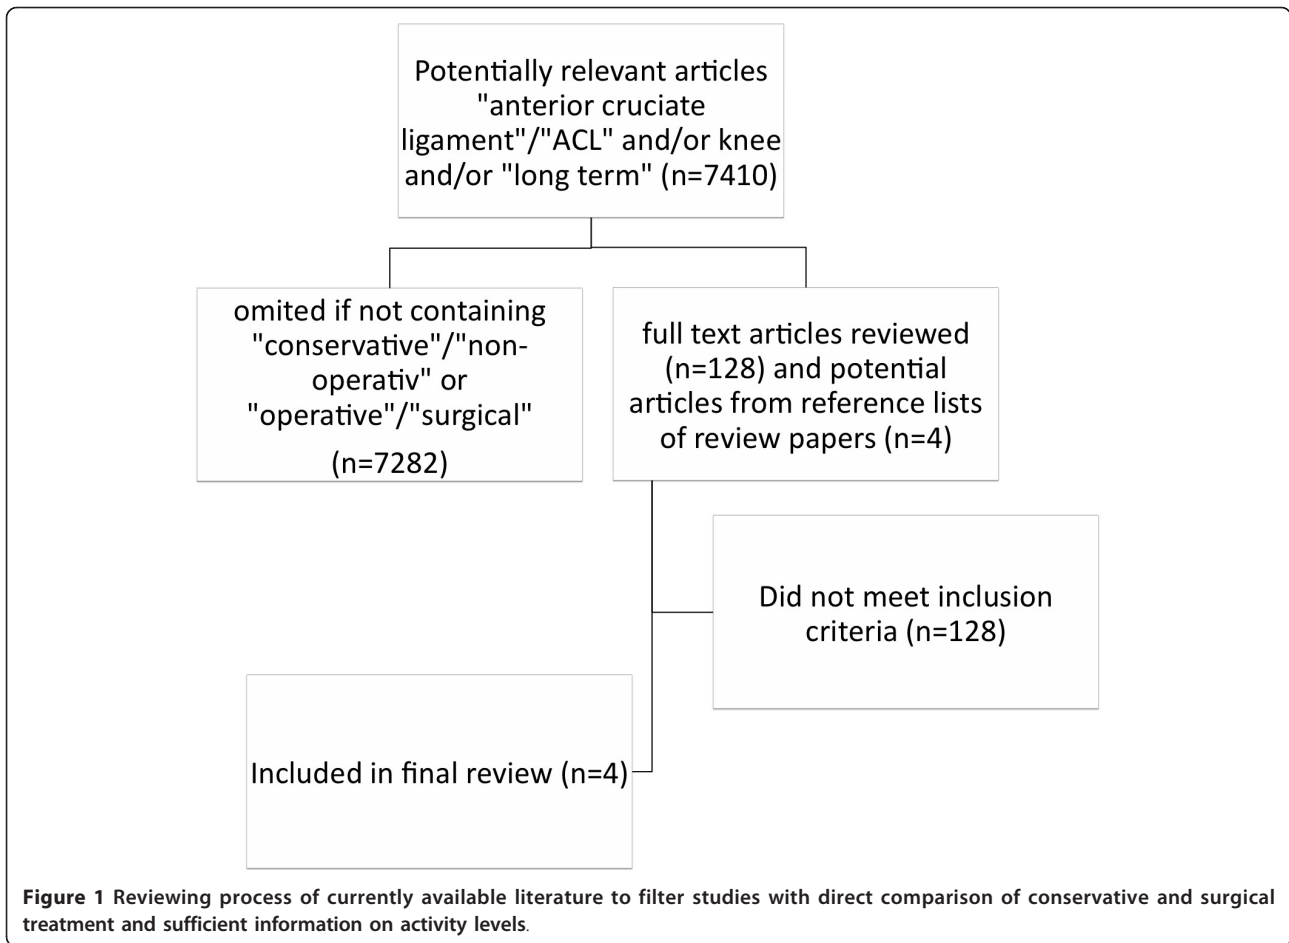 Potentially relevant articles
"anterior cruciate
ligament"/"ACL" and/or knee
and/or "long term" (n=7410)
omited if not containing
"conservative"/"non-
operativ" or
"operative"/"surgical"
(n=7282)
full text articles reviewed
(n=128) and potential
articles from reference lists
of review papers (n=4)
Did not meet inclusion
criteria (n=128)
Included in final review (n=4)
Figure 1 Reviewing process of currently available literature to filter studies with direct comparison of conservative and surgical
treatment and sufficient information on activity levels.